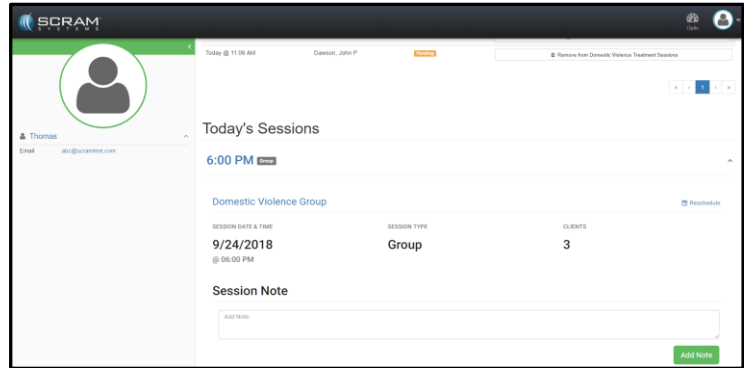 SCRAM
SYSTEMS
Optix
Today @ 11:06 AM Dawson, John P Pending Remove from Domestic Violence Treatment Sessions
« ‹ 1 › »
Thomas
Email abc@scramtest.com
Today's Sessions
6:00 PM Group
Domestic Violence Group Reschedule
SESSION DATE & TIME SESSION TYPE CLIENTS
9/24/2018 Group 3
@ 06:00 PM
Session Note
Add Note
Add Note